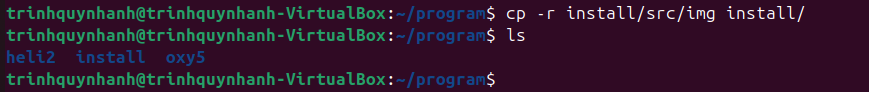 trinhquynhanh@trinhquynhanh-VirtualBox:~/program$ cp -r install/src/img install/
trinhquynhanh@trinhquynhanh-VirtualBox:~/program$ ls
heli2  install  oxy5
trinhquynhanh@trinhquynhanh-VirtualBox:~/program$